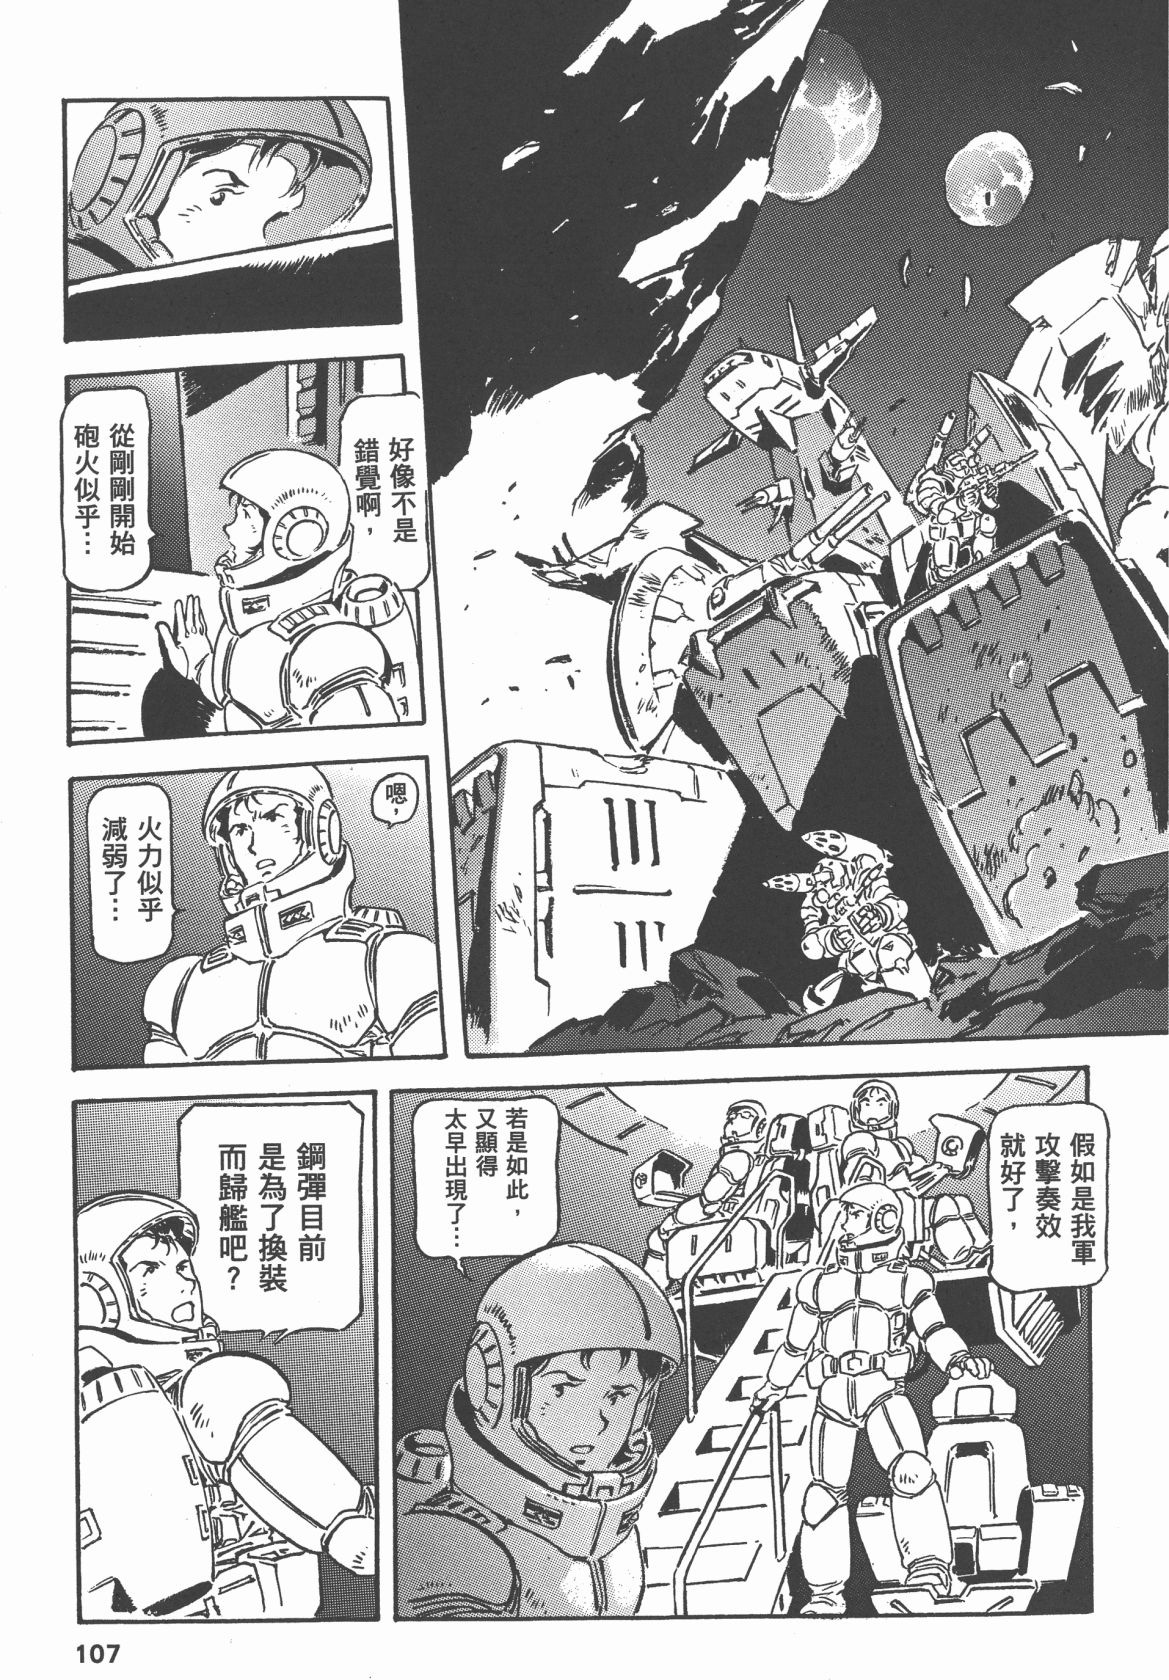 好像不是
錯覺啊，
從剛剛開始
砲火似乎…
嗯，
火力似乎
減弱了…
假如是我軍
攻擊奏效
就好了，
若是如此，
又顯得
太早出現了…
鋼彈目前
是為了換裝
而歸艦吧？
107